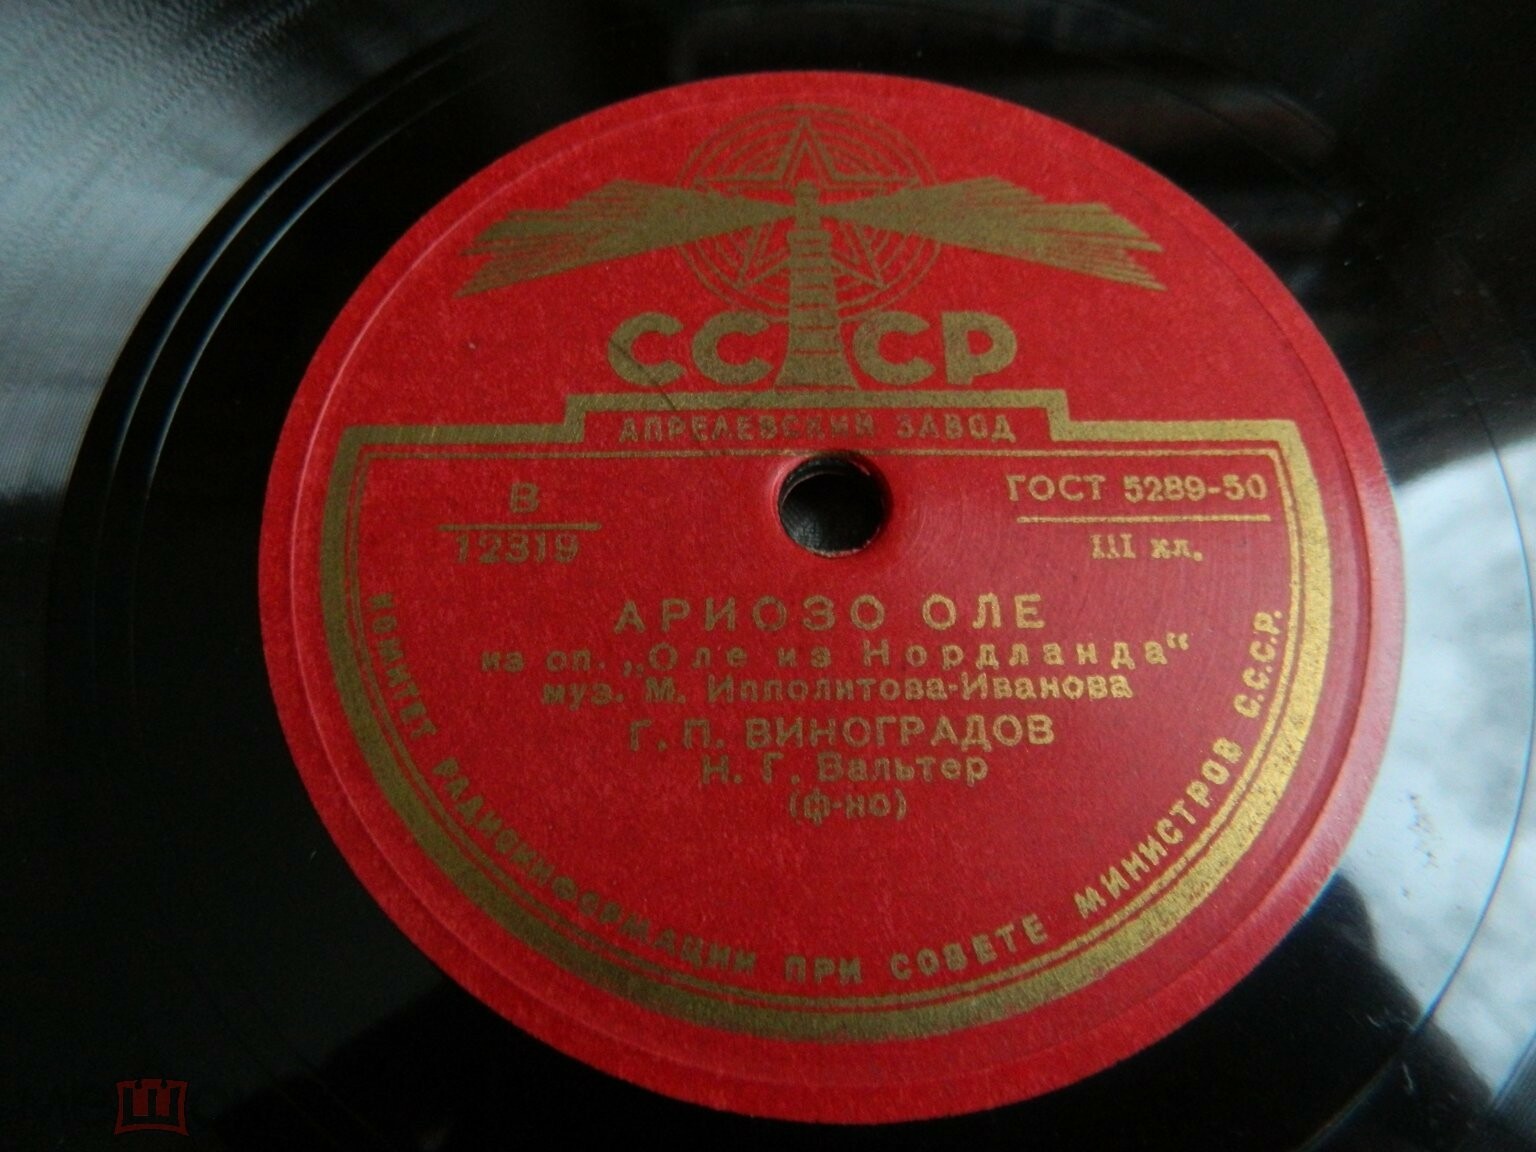 СССР
АПРЕЛЕВСКИЙ ЗАВОД
В
12319
ГОСТ 5289-50
III кл.
АРИОЗО ОЛЕ
из оп. „Оле из Нордланда“
муз. М. Ипполитова-Иванова
Г. П. ВИНОГРАДОВ
Н. Г. Вальтер
(ф-но)
КОМИТЕТ РАДИОИНФОРМАЦИИ ПРИ СОВЕТЕ МИНИСТРОВ С.С.С.Р.